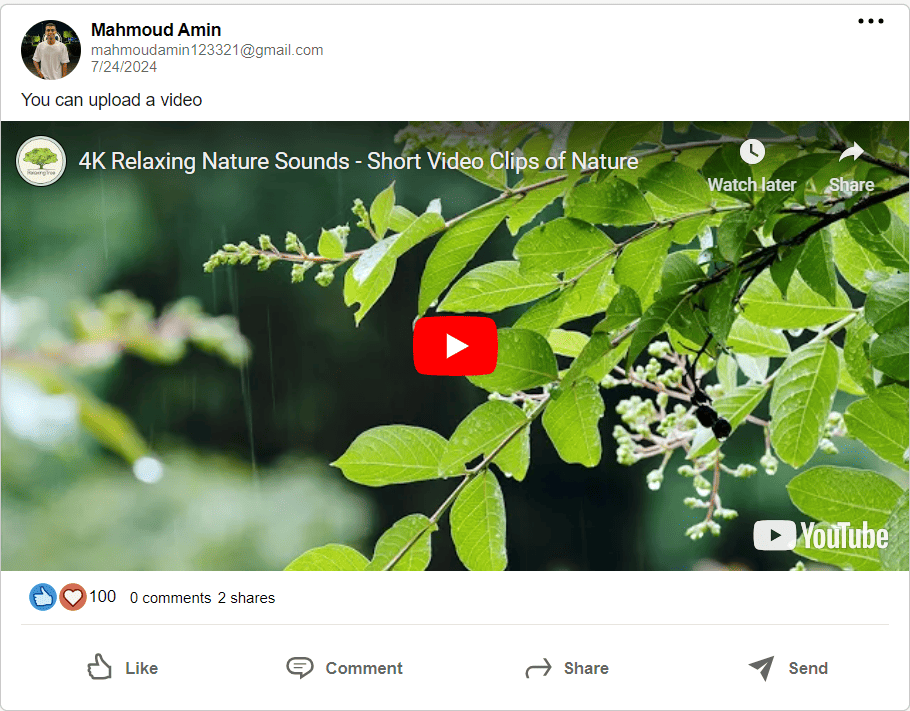 Mahmoud Amin
mahmoudamin123321@gmail.com
7/24/2024
You can upload a video
4K Relaxing Nature Sounds - Short Video Clips of Nature
Watch later Share
YouTube
100 0 comments 2 shares
Like Comment Share Send